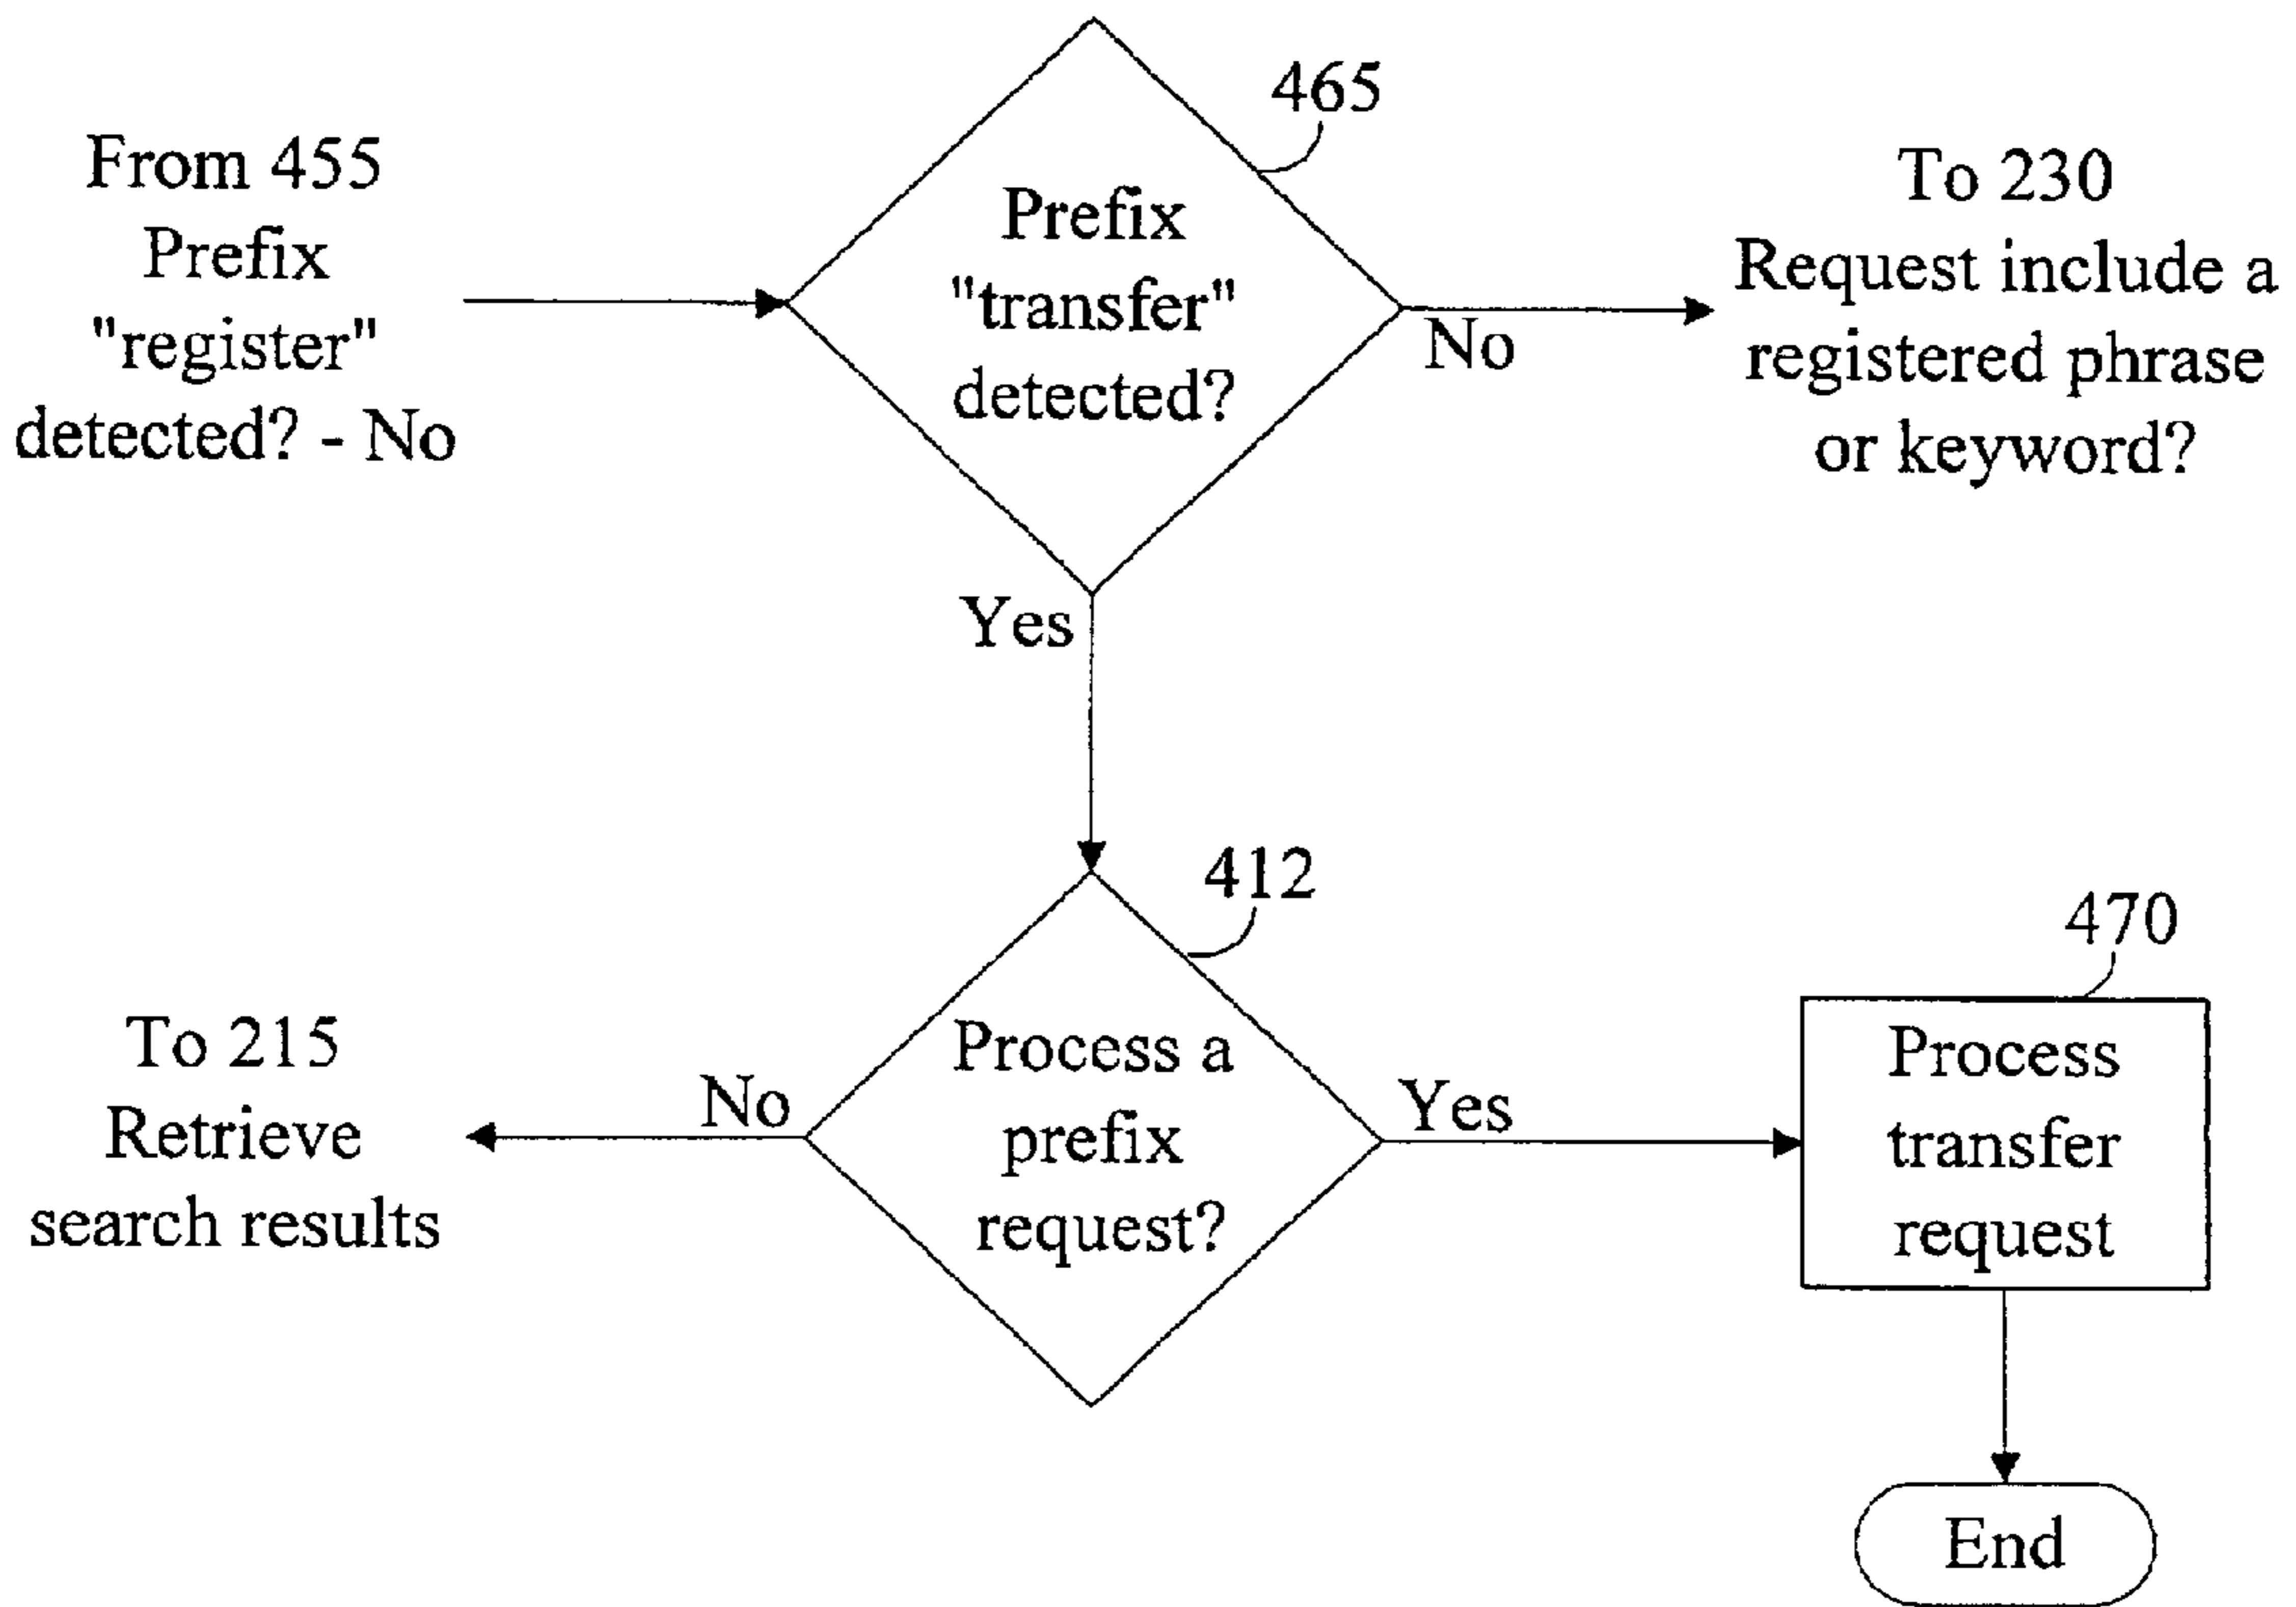 From 455
Prefix
"register"
detected? - No
465
Prefix
"transfer"
detected?
No
To 230
Request include a
registered phrase
or keyword?
Yes
412
Process a
prefix
request?
No
To 215
Retrieve
search results
Yes
470
Process
transfer
request
End